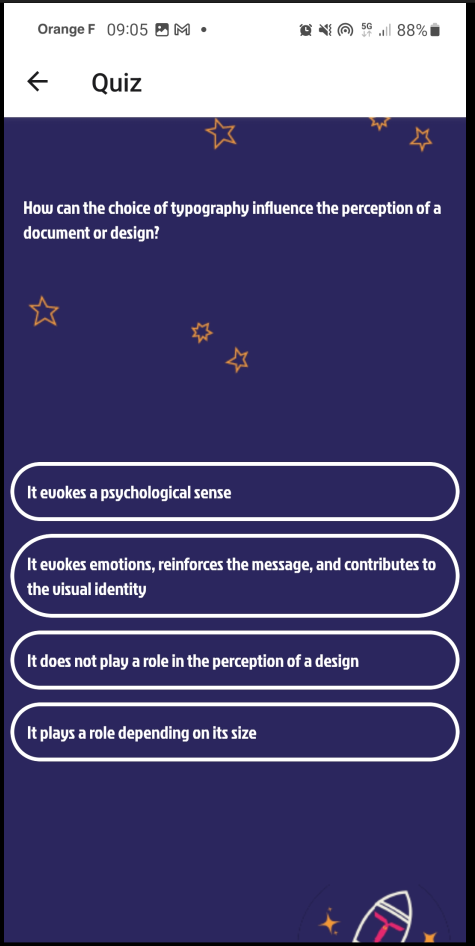 Orange F 09:05 5G 88%
Quiz
How can the choice of typography influence the perception of a
document or design?
It evokes a psychological sense
It evokes emotions, reinforces the message, and contributes to
the visual identity
It does not play a role in the perception of a design
It plays a role depending on its size